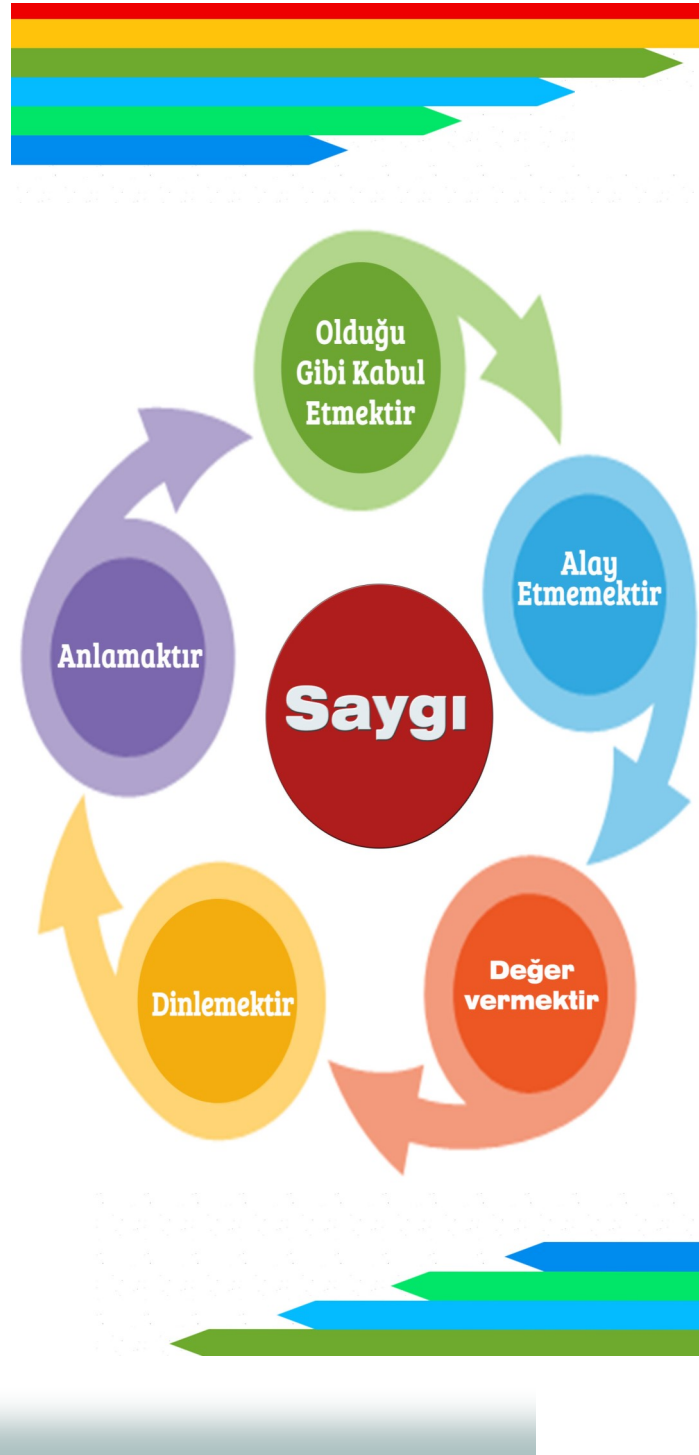 Olduğu
Gibi Kabul
Etmektir
Alay
Etmemektir
Değer
vermektir
Dinlemektir
Anlamaktır
Saygı